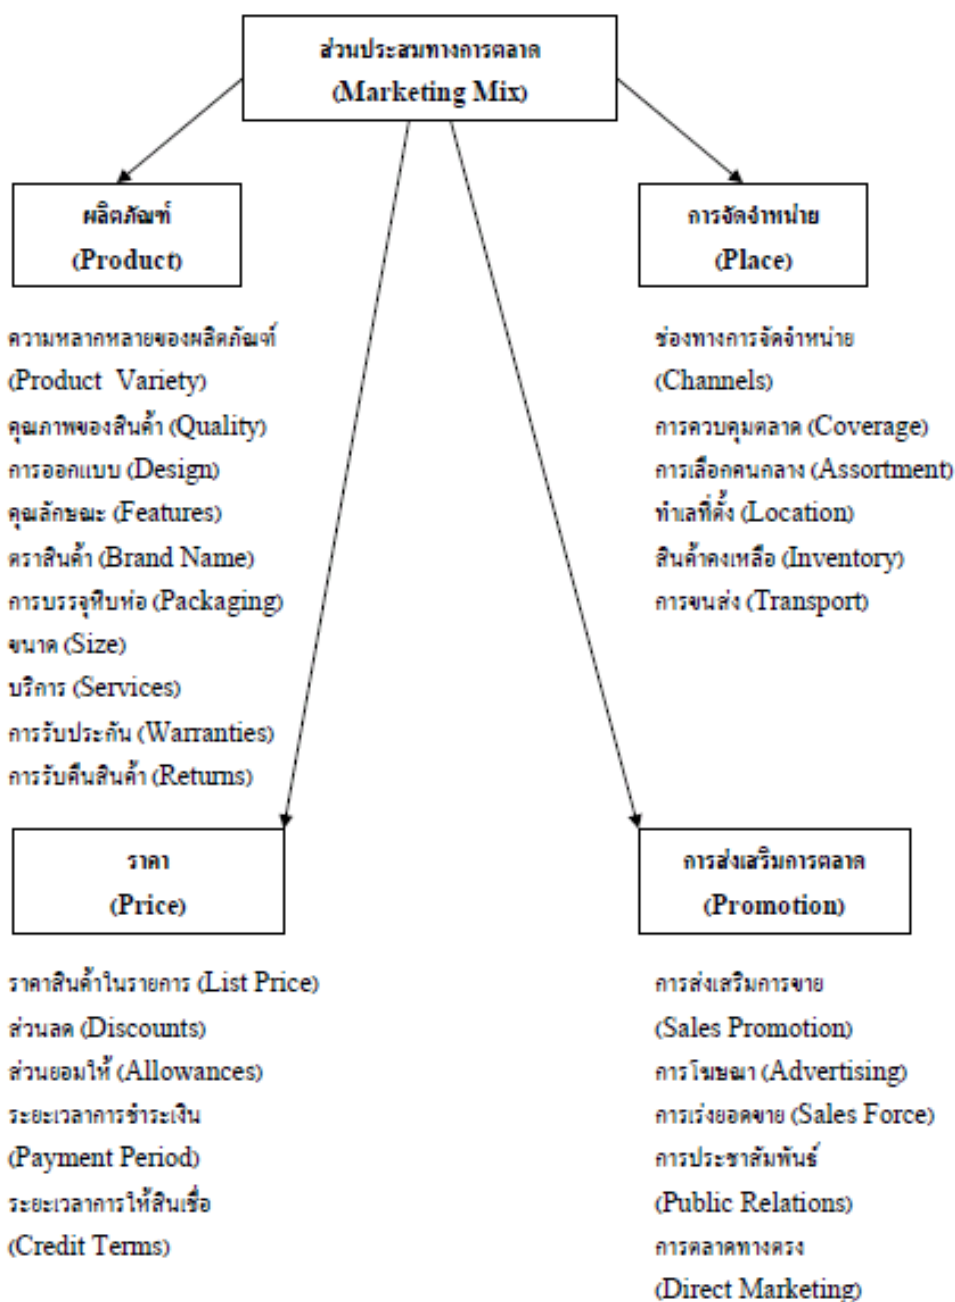 ส่วนประสมทางการตลาด
(Marketing Mix)
ผลิตภัณฑ์
(Product)
ความหลากหลายของผลิตภัณฑ์
(Product Variety)
คุณภาพของสินค้า (Quality)
การออกแบบ (Design)
คุณลักษณะ (Features)
ตราสินค้า (Brand Name)
การบรรจุหีบห่อ (Packaging)
ขนาด (Size)
บริการ (Services)
การรับประกัน (Warranties)
การรับคืนสินค้า (Returns)
การจัดจำหน่าย
(Place)
ช่องทางการจัดจำหน่าย
(Channels)
การควบคุมตลาด (Coverage)
การเลือกคนกลาง (Assortment)
ทำเลที่ตั้ง (Location)
สินค้าคงเหลือ (Inventory)
การขนส่ง (Transport)
ราคา
(Price)
ราคาสินค้าในรายการ (List Price)
ส่วนลด (Discounts)
ส่วนยอมให้ (Allowances)
ระยะเวลาการชำระเงิน
(Payment Period)
ระยะเวลาการให้สินเชื่อ
(Credit Terms)
การส่งเสริมการตลาด
(Promotion)
การส่งเสริมการขาย
(Sales Promotion)
การโฆษณา (Advertising)
การเร่งยอดขาย (Sales Force)
การประชาสัมพันธ์
(Public Relations)
การตลาดทางตรง
(Direct Marketing)